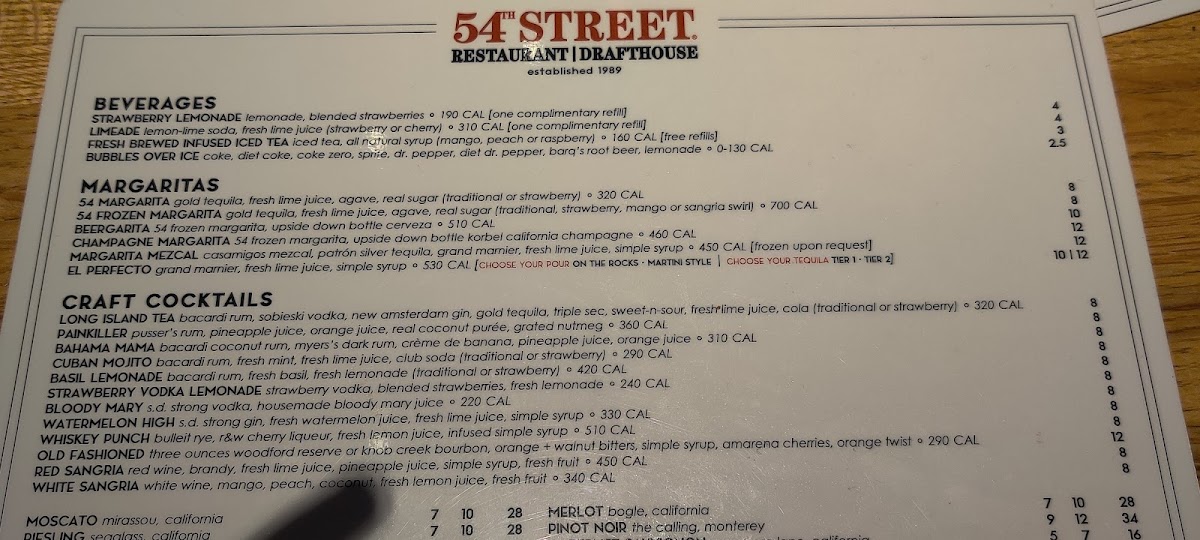 54TH STREET®
RESTAURANT | DRAFTHOUSE
established 1989
BEVERAGES
STRAWBERRY LEMONADE lemonade, blended strawberries ∘ 190 CAL [one complimentary refill] 4
LIMEADE lemon-lime soda, fresh lime juice (strawberry or cherry) ∘ 310 CAL [one complimentary refill] 4
FRESH BREWED INFUSED ICED TEA iced tea, all natural syrup (mango, peach or raspberry) ∘ 160 CAL [free refills] 3
BUBBLES OVER ICE coke, diet coke, coke zero, sprite, dr. pepper, diet dr. pepper, barq's root beer, lemonade ∘ 0-130 CAL 2.5
MARGARITAS
54 MARGARITA gold tequila, fresh lime juice, agave, real sugar (traditional or strawberry) ∘ 320 CAL 8
54 FROZEN MARGARITA gold tequila, fresh lime juice, agave, real sugar (traditional, strawberry, mango or sangria swirl) ∘ 700 CAL 8
BEERGARITA 54 frozen margarita, upside down bottle cerveza ∘ 510 CAL 10
CHAMPAGNE MARGARITA 54 frozen margarita, upside down bottle korbel california champagne ∘ 460 CAL 12
MARGARITA MEZCAL casamigos mezcal, patrón silver tequila, grand marnier, fresh lime juice, simple syrup ∘ 450 CAL [frozen upon request] 12
EL PERFECTO grand marnier, fresh lime juice, simple syrup ∘ 530 CAL [CHOOSE YOUR POUR ON THE ROCKS · MARTINI STYLE | CHOOSE YOUR TEQUILA TIER 1 · TIER 2] 10 | 12
CRAFT COCKTAILS
LONG ISLAND TEA bacardi rum, sobieski vodka, new amsterdam gin, gold tequila, triple sec, sweet-n-sour, fresh lime juice, cola (traditional or strawberry) ∘ 320 CAL 8
PAINKILLER pusser's rum, pineapple juice, orange juice, real coconut purée, grated nutmeg ∘ 360 CAL 8
BAHAMA MAMA bacardi coconut rum, myers's dark rum, crème de banana, pineapple juice, orange juice ∘ 310 CAL 8
CUBAN MOJITO bacardi rum, fresh mint, fresh lime juice, club soda (traditional or strawberry) ∘ 290 CAL 8
BASIL LEMONADE bacardi rum, fresh basil, fresh lemonade (traditional or strawberry) ∘ 420 CAL 8
STRAWBERRY VODKA LEMONADE strawberry vodka, blended strawberries, fresh lemonade ∘ 240 CAL 8
BLOODY MARY s.d. strong vodka, housemade bloody mary juice ∘ 220 CAL 8
WATERMELON HIGH s.d. strong gin, fresh watermelon juice, fresh lime juice, simple syrup ∘ 330 CAL 8
WHISKEY PUNCH bulleit rye, r&w cherry liqueur, fresh lemon juice, infused simple syrup ∘ 510 CAL 8
OLD FASHIONED three ounces woodford reserve or knob creek bourbon, orange + walnut bitters, simple syrup, amarena cherries, orange twist ∘ 290 CAL 12
RED SANGRIA red wine, brandy, fresh lime juice, pineapple juice, simple syrup, fresh fruit ∘ 450 CAL 8
WHITE SANGRIA white wine, mango, peach, coconut, fresh lemon juice, fresh fruit ∘ 340 CAL 8
MOSCATO mirassou, california 7 10 28
RIESLING seaglass, california 7 10 28
MERLOT bogle, california 7 10 28
PINOT NOIR the calling, monterey 9 12 34
5 7 16